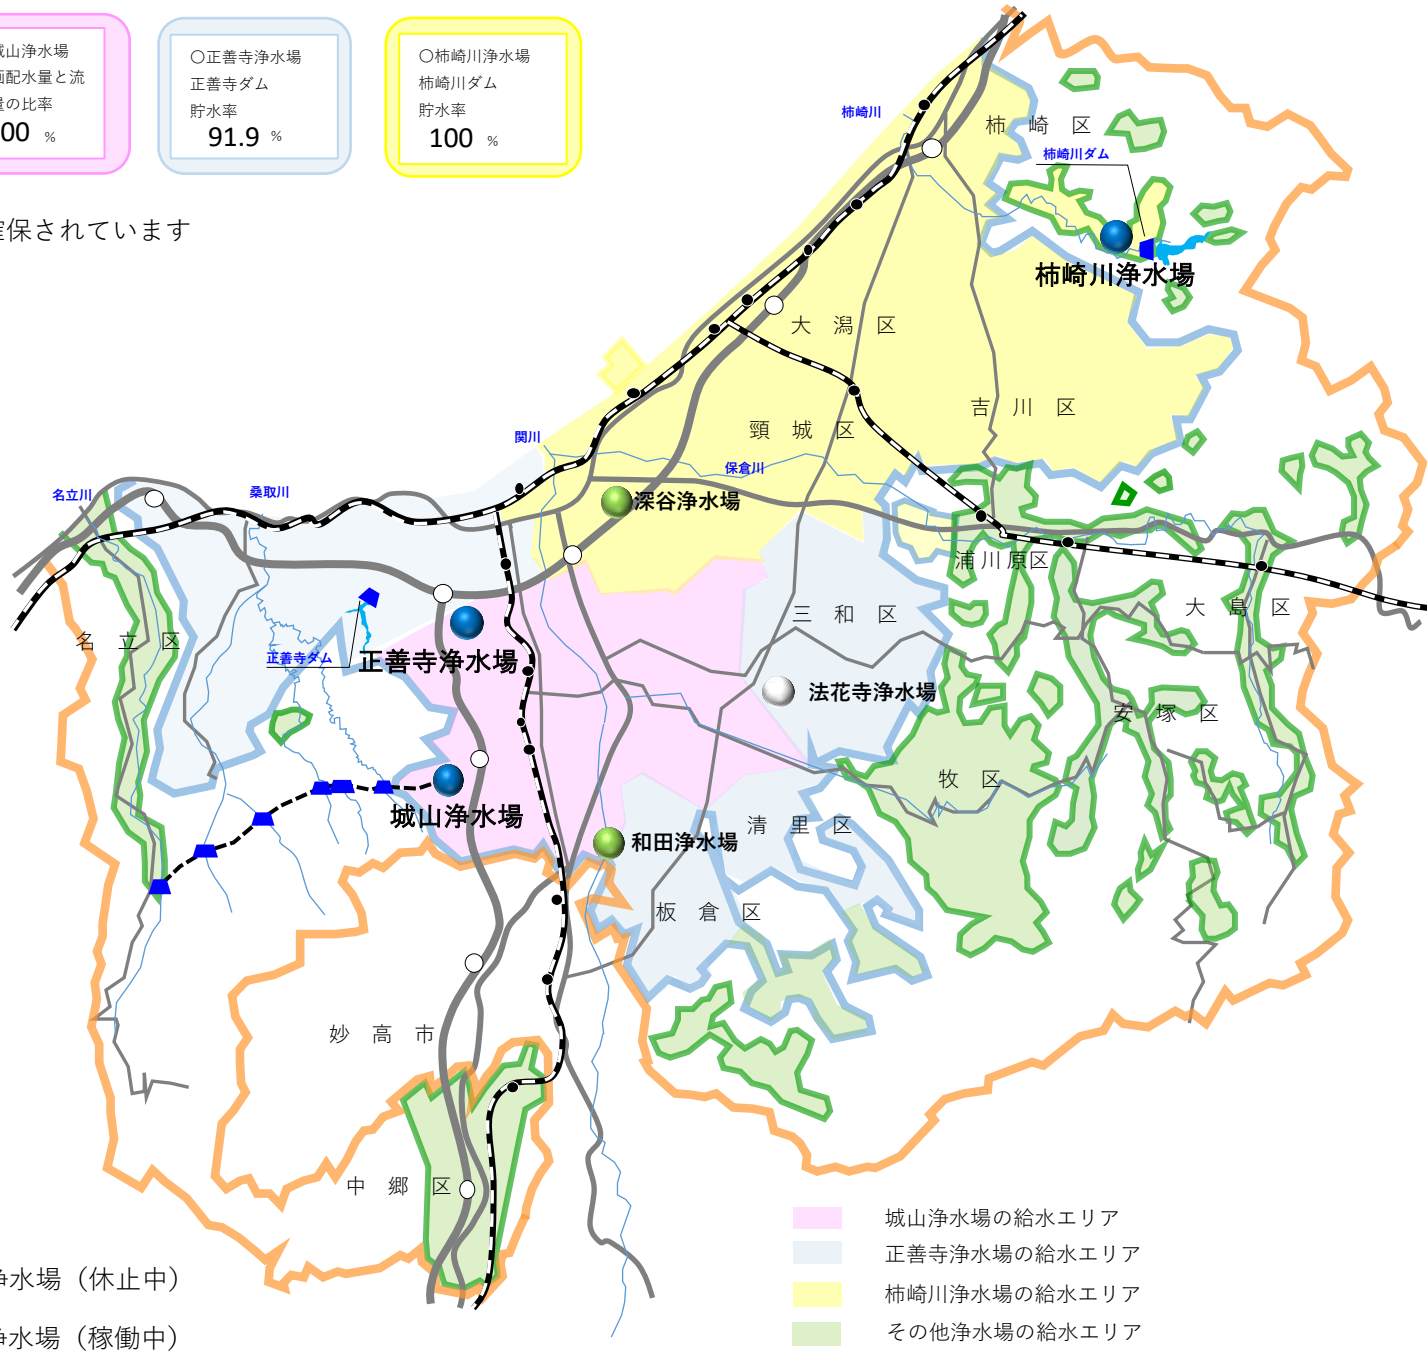 城山浄水場
画配水量と流
量の比率
00 %
〇正善寺浄水場
正善寺ダム
貯水率
91.9 %
〇柿崎川浄水場
柿崎川ダム
貯水率
100 %
確保されています
柿崎川
柿崎区
柿崎川ダム
柿崎川浄水場
大潟区
吉川区
頸城区
関川
保倉川
深谷浄水場
名立川
桑取川
浦川原区
大島区
三和区
名立区
正善寺ダム
正善寺浄水場
法花寺浄水場
安塚区
牧区
城山浄水場
清里区
和田浄水場
板倉区
妙高市
中郷区
城山浄水場の給水エリア
正善寺浄水場の給水エリア
柿崎川浄水場の給水エリア
その他浄水場の給水エリア
浄水場（休止中）
浄水場（稼働中）